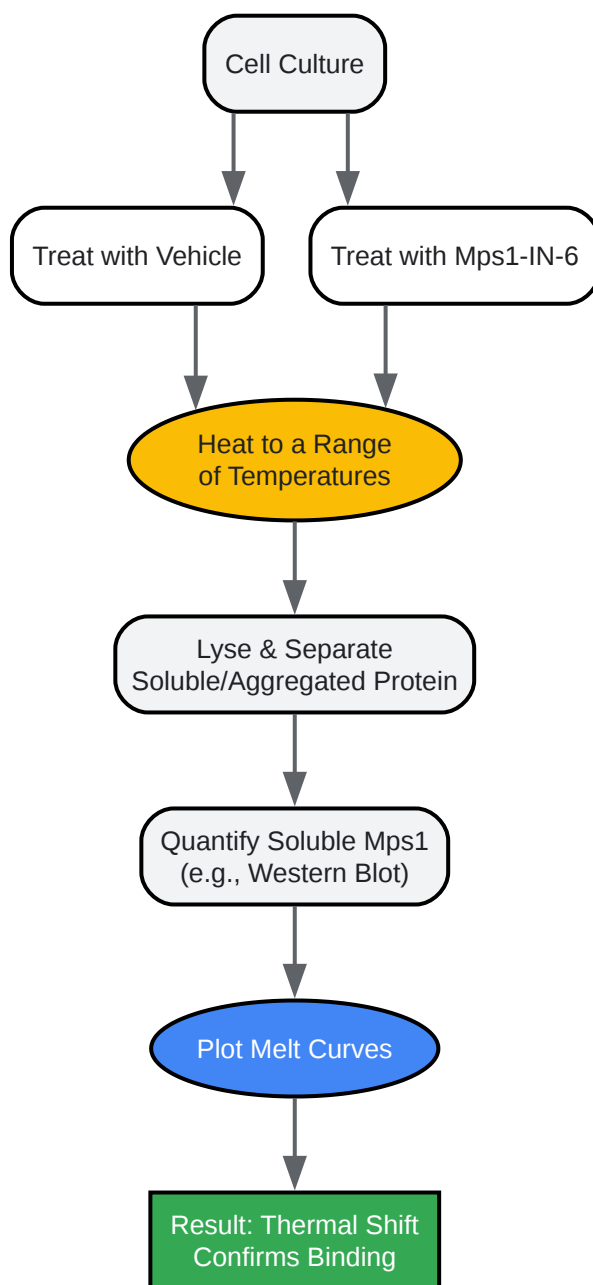 Cell Culture
Treat with Vehicle
Treat with Mps1-IN-6
Heat to a Range
of Temperatures
Lyse & Separate
Soluble/Aggregated Protein
Quantify Soluble Mps1
(e.g., Western Blot)
Plot Melt Curves
Result: Thermal Shift
Confirms Binding